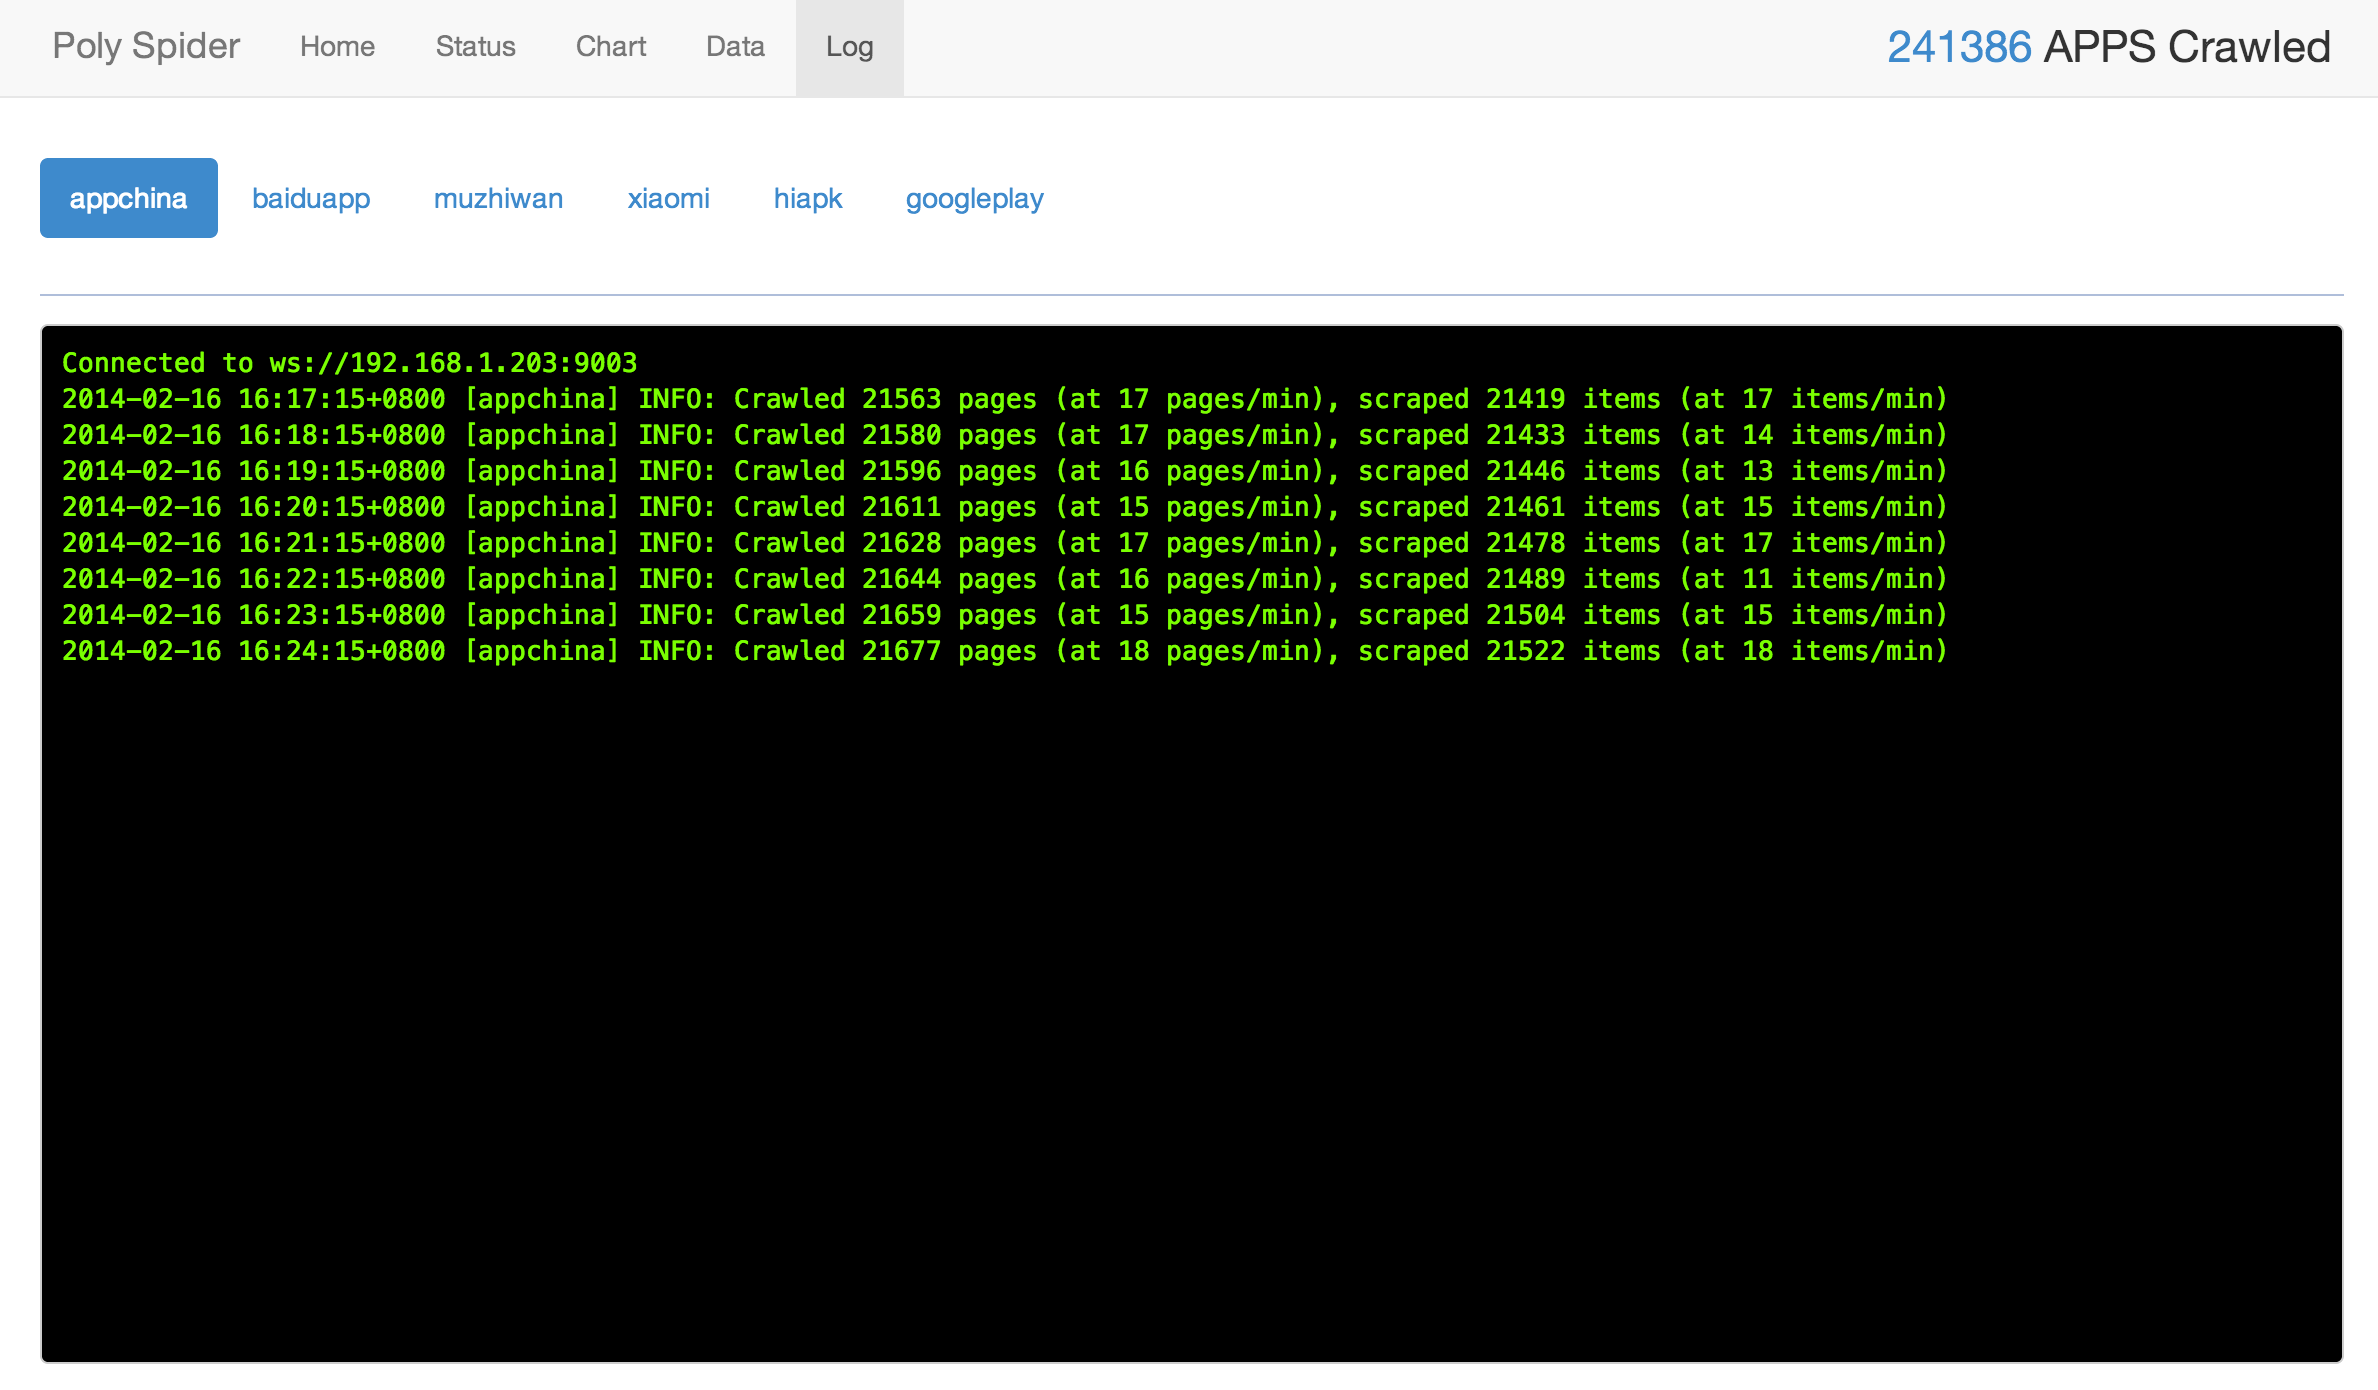 Poly Spider Home Status Chart Data Log 241386 APPS Crawled
appchina baiduapp muzhiwan xiaomi hiapk googleplay
Connected to ws://192.168.1.203:9003
2014-02-16 16:17:15+0800 [appchina] INFO: Crawled 21563 pages (at 17 pages/min), scraped 21419 items (at 17 items/min)
2014-02-16 16:18:15+0800 [appchina] INFO: Crawled 21580 pages (at 17 pages/min), scraped 21433 items (at 14 items/min)
2014-02-16 16:19:15+0800 [appchina] INFO: Crawled 21596 pages (at 16 pages/min), scraped 21446 items (at 13 items/min)
2014-02-16 16:20:15+0800 [appchina] INFO: Crawled 21611 pages (at 15 pages/min), scraped 21461 items (at 15 items/min)
2014-02-16 16:21:15+0800 [appchina] INFO: Crawled 21628 pages (at 17 pages/min), scraped 21478 items (at 17 items/min)
2014-02-16 16:22:15+0800 [appchina] INFO: Crawled 21644 pages (at 16 pages/min), scraped 21489 items (at 11 items/min)
2014-02-16 16:23:15+0800 [appchina] INFO: Crawled 21659 pages (at 15 pages/min), scraped 21504 items (at 15 items/min)
2014-02-16 16:24:15+0800 [appchina] INFO: Crawled 21677 pages (at 18 pages/min), scraped 21522 items (at 18 items/min)